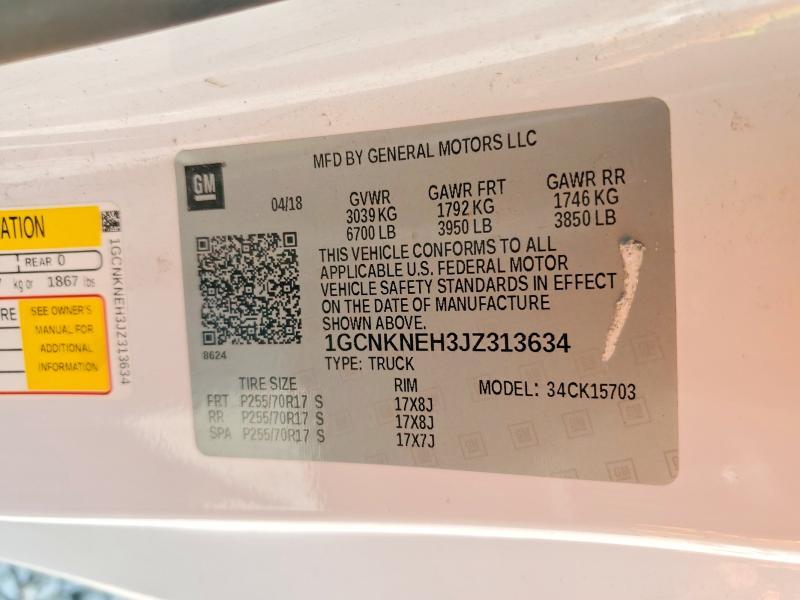 ATION
REAR 0
kg or 1867 lbs
RE
SEE OWNER'S
MANUAL FOR
ADDITIONAL
INFORMATION
1GCNKNEH3JZ313634
GM
MFD BY GENERAL MOTORS LLC
04/18
GVWR
3039 KG
6700 LB
GAWR FRT
1792 KG
3950 LB
GAWR RR
1746 KG
3850 LB
THIS VEHICLE CONFORMS TO ALL
APPLICABLE U.S. FEDERAL MOTOR
VEHICLE SAFETY STANDARDS IN EFFECT
ON THE DATE OF MANUFACTURE
SHOWN ABOVE.
8624
1GCNKNEH3JZ313634
TYPE: TRUCK
TIRE SIZE RIM MODEL: 34CK15703
FRT P255/70R17 S 17X8J
RR P255/70R17 S 17X8J
SPA P255/70R17 S 17X7J
GM